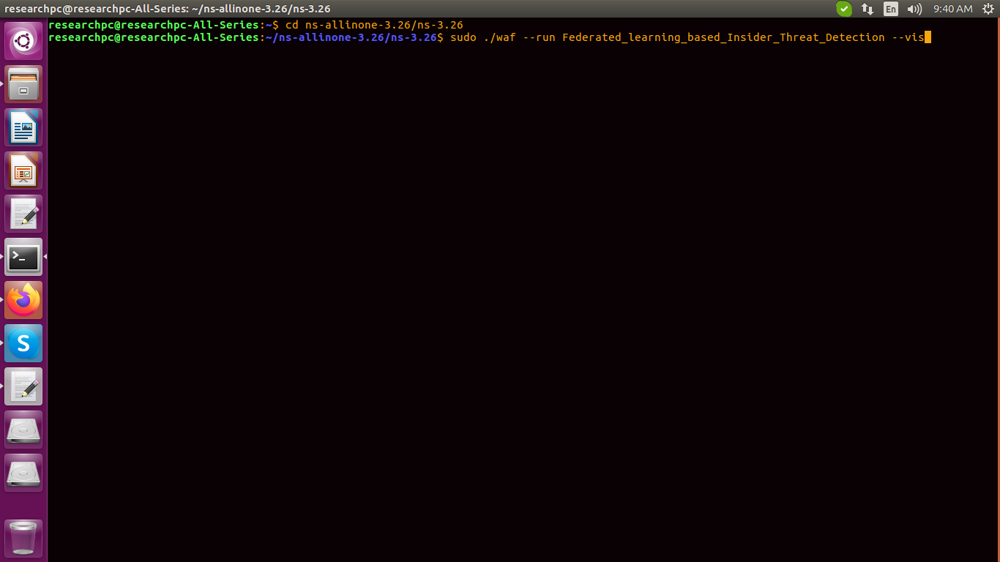 researchpc@researchpc-All-Series: ~/ns-allinone-3.26/ns-3.26
En
9:40 AM
researchpc@researchpc-All-Series:~$ cd ns-allinone-3.26/ns-3.26
researchpc@researchpc-All-Series:~/ns-allinone-3.26/ns-3.26$ sudo ./waf --run Federated_learning_based_Insider_Threat_Detection --vis
>_
S